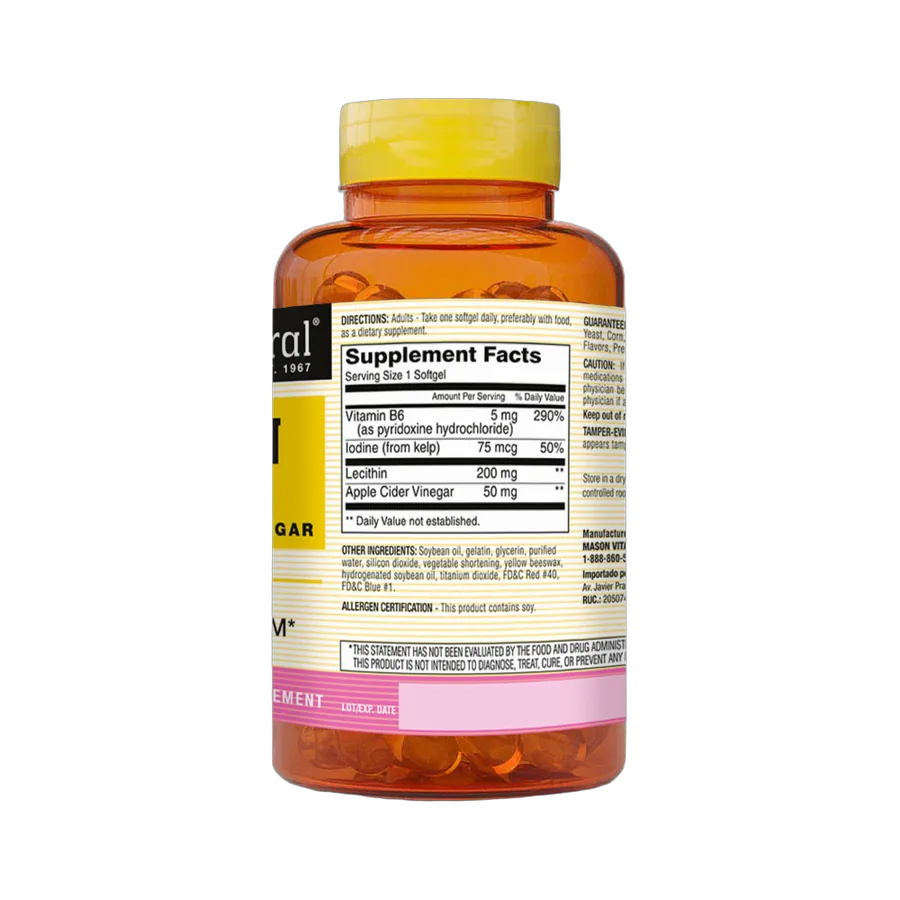 ral®
1967
GAR
M*
EMENT
DIRECTIONS: Adults - Take one softgel daily, preferably with food,
as a dietary supplement.
Supplement Facts
Serving Size 1 Softgel
Amount Per Serving % Daily Value
Vitamin B6 5 mg 290%
(as pyridoxine hydrochloride)
Iodine (from kelp) 75 mcg 50%
Lecithin 200 mg **
Apple Cider Vinegar 50 mg **
** Daily Value not established.
OTHER INGREDIENTS: Soybean oil, gelatin, glycerin, purified
water, silicon dioxide, vegetable shortening, yellow beeswax,
hydrogenated soybean oil, titanium dioxide, FD&C Red #40,
FD&C Blue #1.
ALLERGEN CERTIFICATION - This product contains soy.
*THIS STATEMENT HAS NOT BEEN EVALUATED BY THE FOOD AND DRUG ADMINIST
THIS PRODUCT IS NOT INTENDED TO DIAGNOSE, TREAT, CURE, OR PREVENT ANY
LOT/EXP. DATE
GUARANTEE
Yeast, Corn,
Flavors, Pre
CAUTION: If
medications
physician be
physician if a
Keep out of r
TAMPER-EVID
appears tamp
Store in a dry
controlled roo
Manufacture
MASON VITA
1-888-860-5
Importado po
Av. Javier Pra
RUC.: 20507